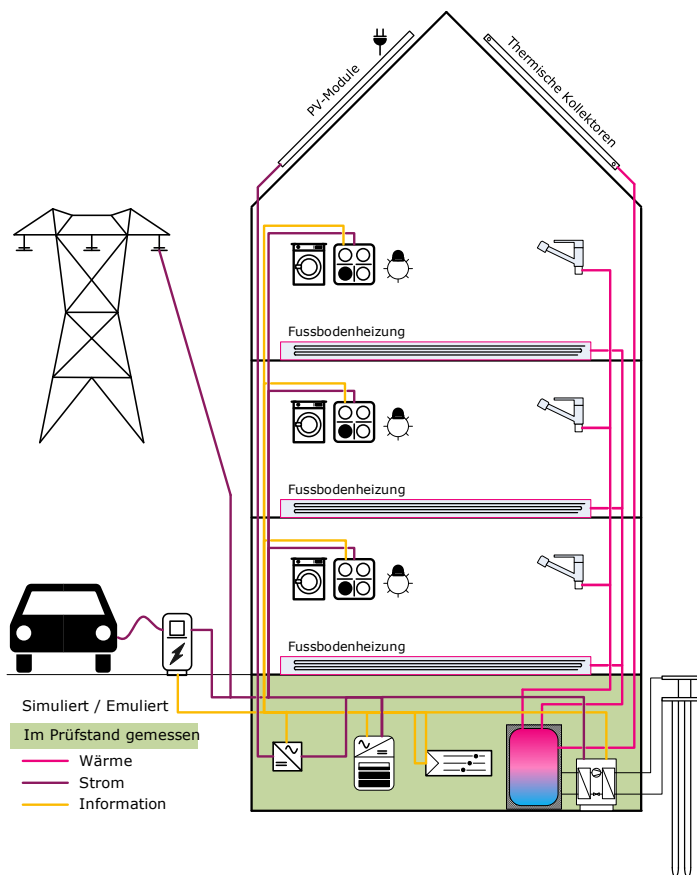 PV-Module
Thermische Kollektoren
Fussbodenheizung
Fussbodenheizung
Fussbodenheizung
Simuliert / Emuliert
Im Prüfstand gemessen
Wärme
Strom
Information